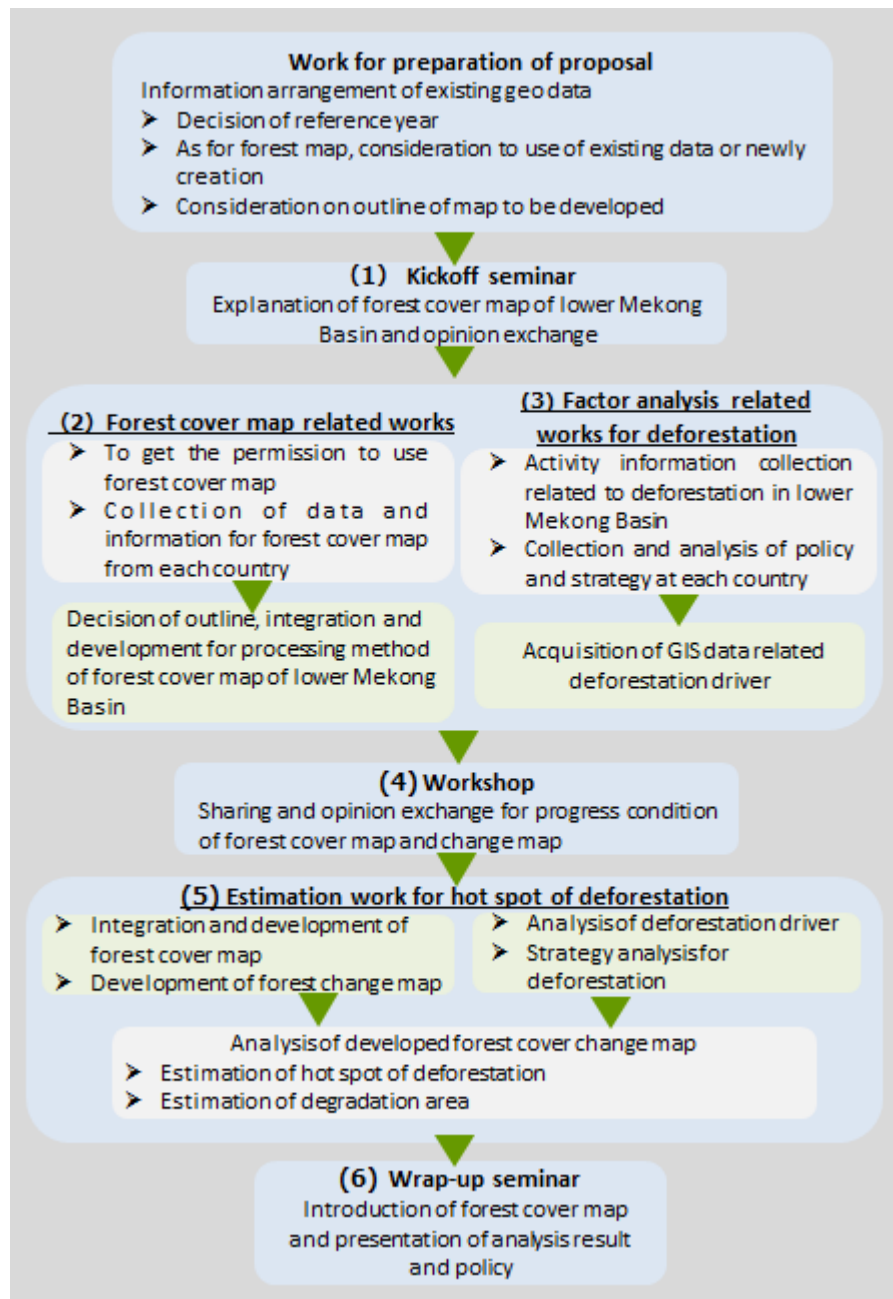 Work for preparation of proposal
Information arrangement of existing geo data
➤ Decision of reference year
➤ As for forest map, consideration to use of existing data or newly
creation
➤ Consideration on outline of map to be developed
(1) Kickoff seminar
Explanation of forest cover map of lower Mekong
Basin and opinion exchange
(2) Forest cover map related works
➤ To get the permission to use
forest cover map
➤ Collection of data and
information for forest cover map
from each country
Decision of outline, integration and
development for processing method
of forest cover map of lower Mekong
Basin
(3) Factor analysis related
works for deforestation
➤ Activity information collection
related to deforestation in lower
Mekong Basin
➤ Collection and analysis of policy
and strategy at each country
Acquisition of GIS data related
deforestation driver
(4) Workshop
Sharing and opinion exchange for progress condition
of forest cover map and change map
(5) Estimation work for hot spot of deforestation
➤ Integration and development of
forest cover map
➤ Development of forest change map
➤ Analysis of deforestation driver
➤ Strategy analysis for
deforestation
Analysis of developed forest cover change map
➤ Estimation of hot spot of deforestation
➤ Estimation of degradation area
(6) Wrap-up seminar
Introduction of forest cover map
and presentation of analysis result
and policy